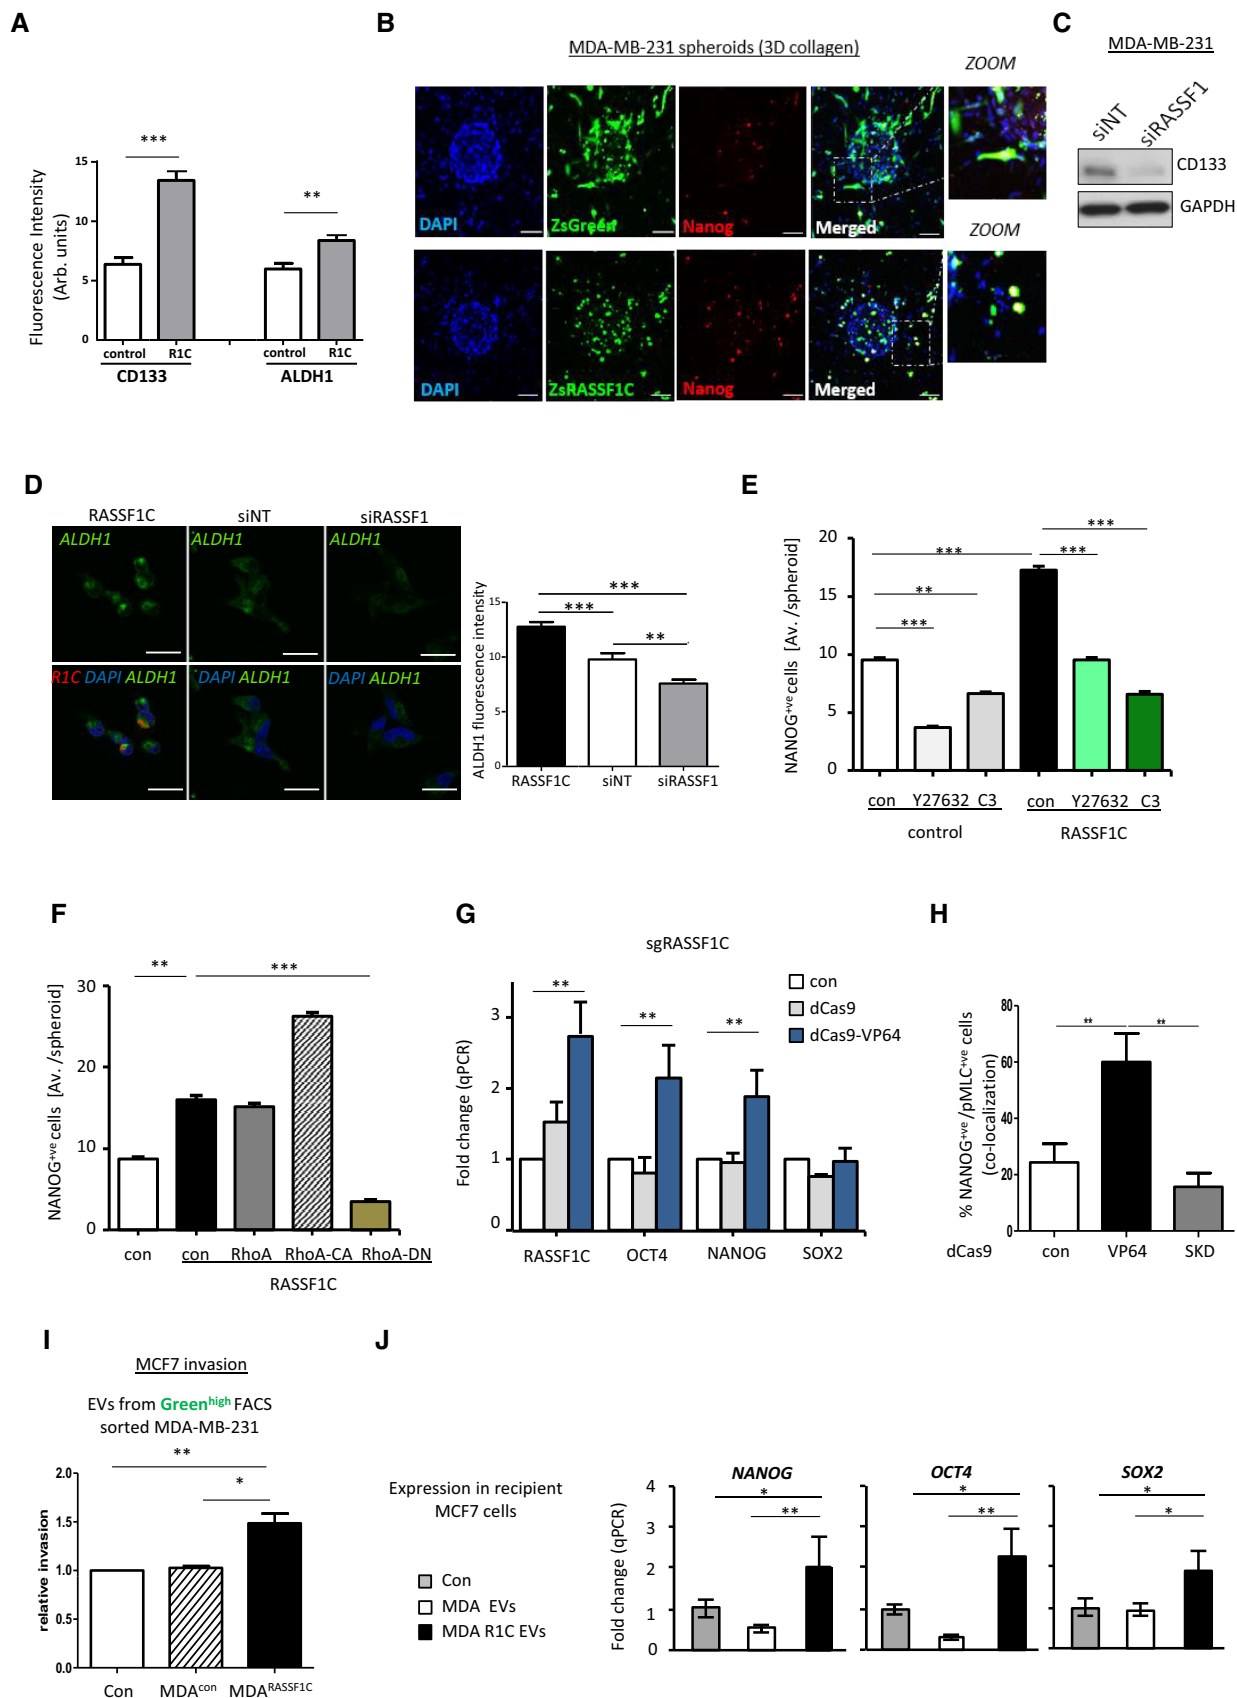 A
***
**
15
10
5
0
Fluorescence Intensity
(Arb. units)
control
R1C
control
R1C
CD133
ALDH1
B
MDA-MB-231 spheroids (3D collagen)
ZOOM
DAPI
ZsGreen
Nanog
Merged
ZOOM
DAPI
ZsRASSF1C
Nanog
Merged
C
MDA-MB-231
siNT
siRASSF1
CD133
GAPDH
D
RASSF1C
siNT
siRASSF1
ALDH1
ALDH1
ALDH1
R1C DAPI ALDH1
DAPI ALDH1
DAPI ALDH1
***
***
**
15
10
5
0
ALDH1 fluorescence intensity
RASSF1C
siNT
siRASSF1
E
***
***
***
**
***
20
15
10
5
0
NANOG+ve cells [Av. /spheroid]
con Y27632 C3
con Y27632 C3
control
RASSF1C
F
**
***
30
20
10
0
NANOG+ve cells [Av. /spheroid]
con
con
RhoA
RhoA-CA
RhoA-DN
RASSF1C
G
sgRASSF1C
con
dCas9
dCas9-VP64
**
**
**
3
2
1
0
Fold change (qPCR)
RASSF1C
OCT4
NANOG
SOX2
H
**
**
80
60
40
20
0
% NANOG+ve/pMLC+ve cells
(co-localization)
dCas9
con
VP64
SKD
I
MCF7 invasion
EVs from Greenhigh FACS
sorted MDA-MB-231
**
*
2.0
1.5
1.0
0.5
0.0
relative invasion
Con
MDAcon
MDARASSF1C
J
Expression in recipient
MCF7 cells
Con
MDA EVs
MDA R1C EVs
NANOG
OCT4
SOX2
*
**
*
**
*
*
4
3
2
1
0
Fold change (qPCR)